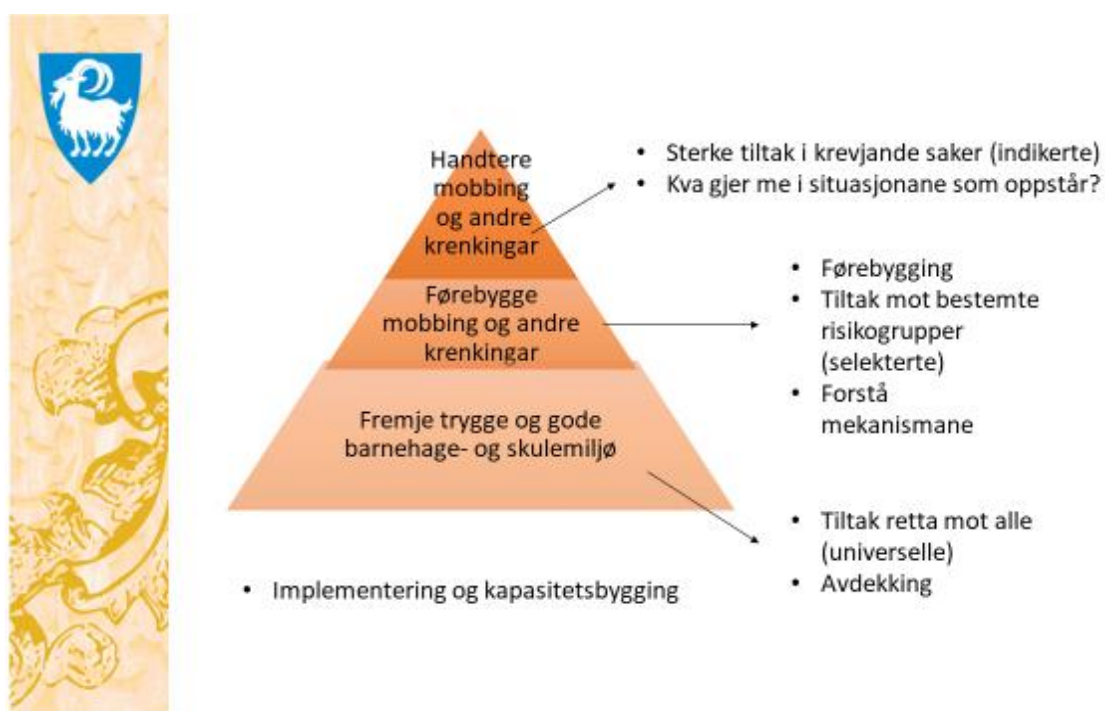 Handtere
mobbing
og andre
krenkingar
• Sterke tiltak i krevjande saker (indikerte)
• Kva gjer me i situasjonane som oppstår?
Førebygge
mobbing og andre
krenkingar
• Førebygging
• Tiltak mot bestemte
risikogrupper
(selekterte)
• Forstå
mekanismane
Fremje trygge og gode
barnehage- og skulemiljø
• Tiltak retta mot alle
(universelle)
• Avdekking
• Implementering og kapasitetsbygging